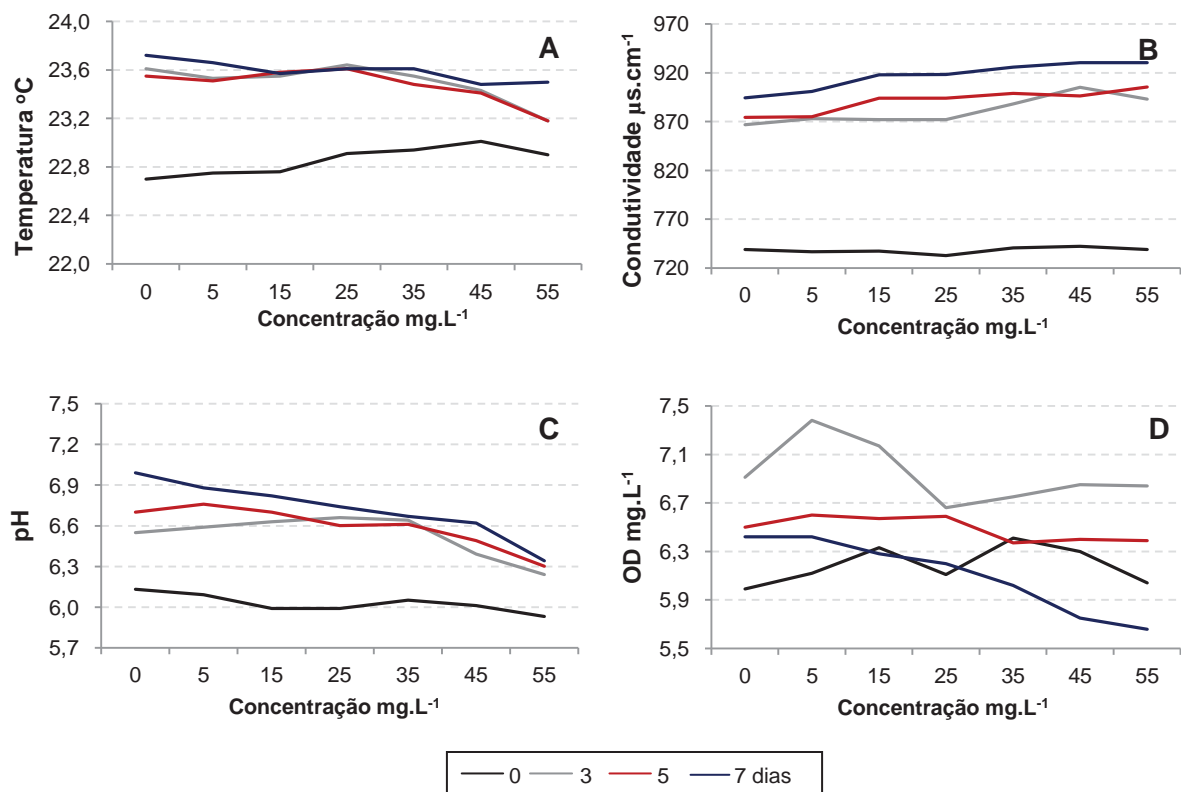 A
Temperatura ºC
24,0
23,6
23,2
22,8
22,4
22,0
0 5 15 25 35 45 55
Concentração mg.L-1
B
Condutividade µs.cm-1
970
920
870
820
770
720
0 5 15 25 35 45 55
Concentração mg.L-1
C
pH
7,5
7,2
6,9
6,6
6,3
6,0
5,7
0 5 15 25 35 45 55
Concentração mg.L-1
D
OD mg.L-1
7,5
7,1
6,7
6,3
5,9
5,5
0 5 15 25 35 45 55
Concentração mg.L-1
0 3 5 7 dias